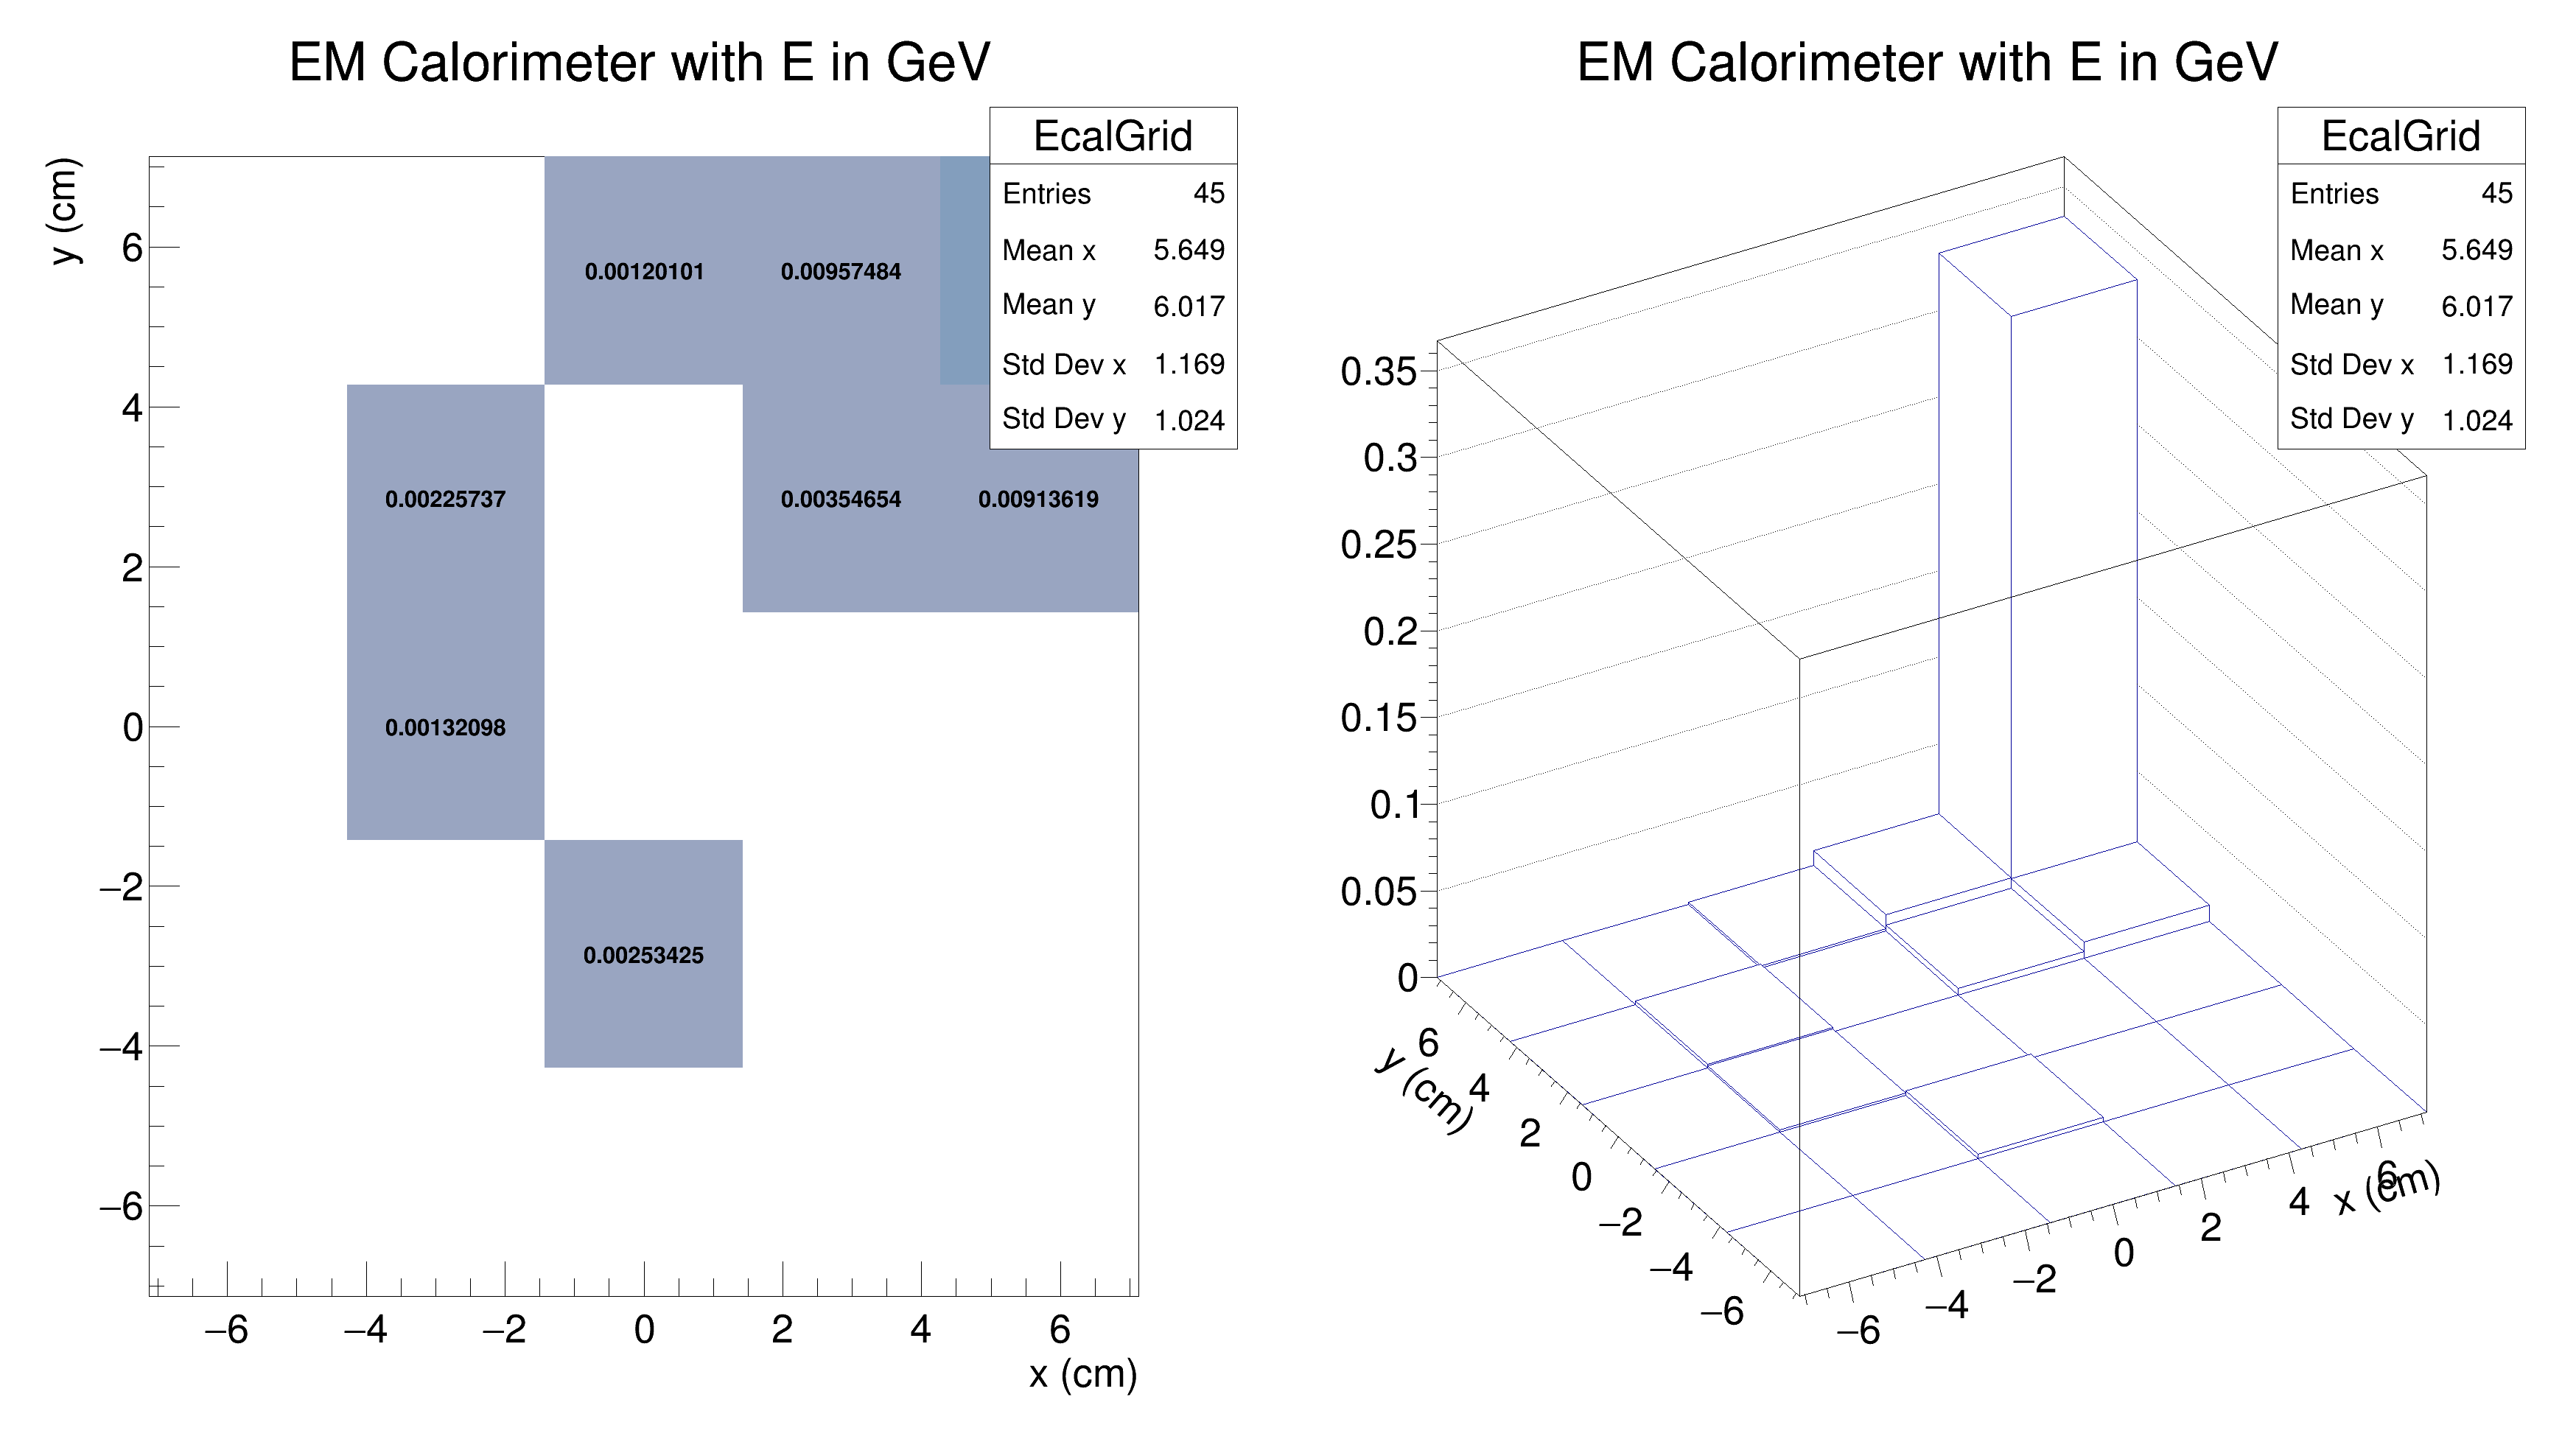 EM Calorimeter with E in GeV
EcalGrid
Entries 45
Mean x 5.649
Mean y 6.017
Std Dev x 1.169
Std Dev y 1.024
y (cm)
6
4
2
0
−2
−4
−6
0.00120101 0.00957484
0.00225737 0.00354654 0.00913619
0.00132098
0.00253425
−6 −4 −2 0 2 4 6
x (cm)
EM Calorimeter with E in GeV
EcalGrid
Entries 45
Mean x 5.649
Mean y 6.017
Std Dev x 1.169
Std Dev y 1.024
0.35
0.3
0.25
0.2
0.15
0.1
0.05
0
6
4
2
0
−2
−4
−6
y (cm)
−6 −4 −2 0 2 4 6
x (cm)